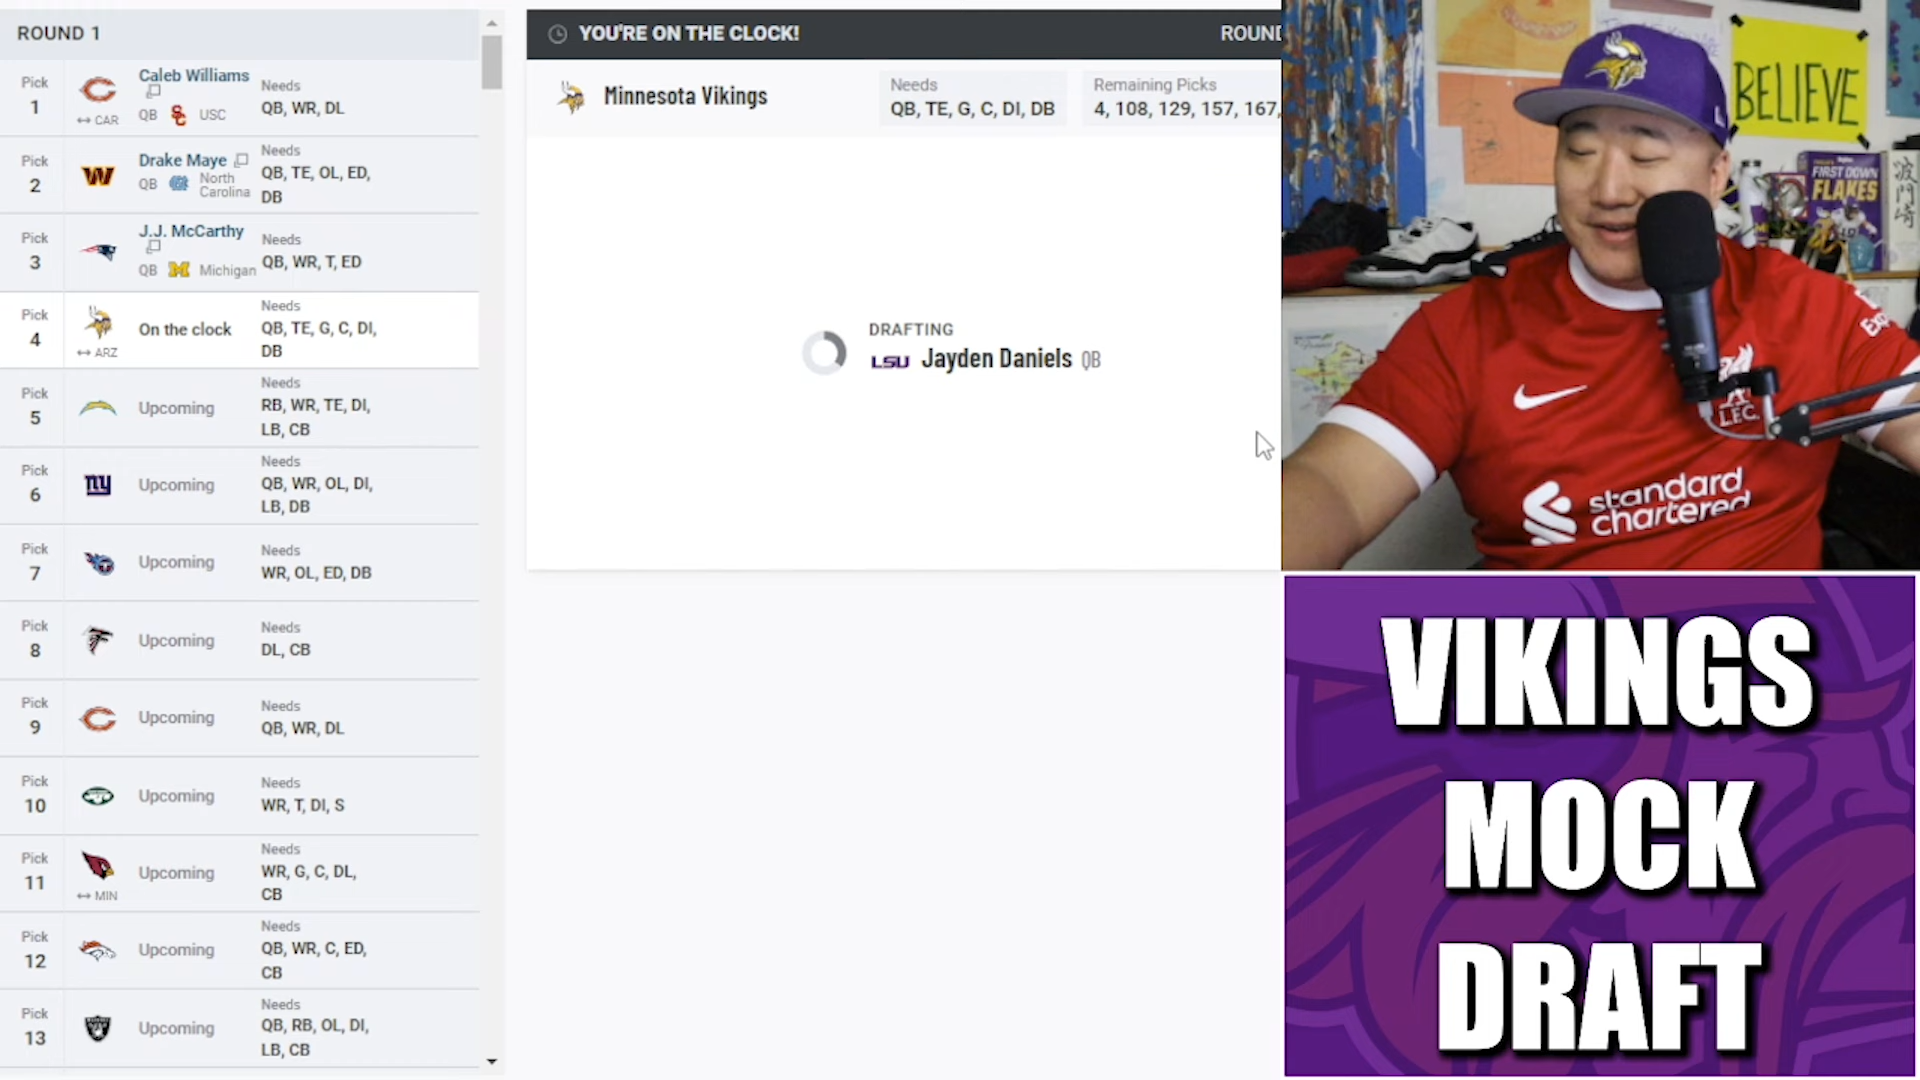 ROUND 1
Pick
1
CAR
Caleb Williams
QB USC
Needs
QB, WR, DL
Pick
2
Drake Maye
QB North
Carolina
Needs
QB, TE, OL, ED,
DB
Pick
3
J.J. McCarthy
QB Michigan
Needs
QB, WR, T, ED
Pick
4
ARZ
On the clock
Needs
QB, TE, G, C, DI,
DB
Pick
5
Upcoming
Needs
RB, WR, TE, DI,
LB, CB
Pick
6
ny
Upcoming
Needs
QB, WR, OL, DI,
LB, DB
Pick
7
Upcoming
Needs
WR, OL, ED, DB
Pick
8
Upcoming
Needs
DL, CB
Pick
9
Upcoming
Needs
QB, WR, DL
Pick
10
Upcoming
Needs
WR, T, DI, S
Pick
11
MIN
Upcoming
Needs
WR, G, C, DL,
CB
Pick
12
Upcoming
Needs
QB, WR, C, ED,
CB
Pick
13
Upcoming
Needs
QB, RB, OL, DI,
LB, CB
YOU'RE ON THE CLOCK!
ROUND
Minnesota Vikings
Needs
QB, TE, G, C, DI, DB
Remaining Picks
4, 108, 129, 157, 167,
DRAFTING
LSU Jayden Daniels QB
BELIEVE
FIRST DOWN
FLAKES
L.F.C.
standard
chartered
VIKINGS
MOCK
DRAFT